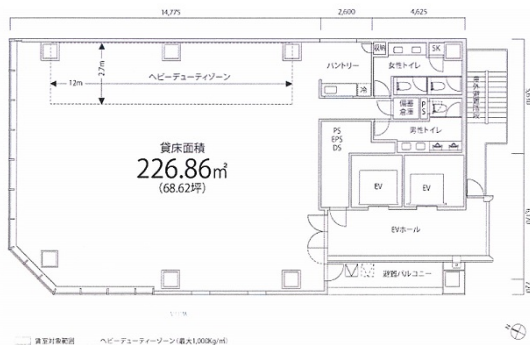 14,775
2,600
4,625
収納
SK
女性トイレ
パントリー
冷
2.7m
ヘビーデューティゾーン
12m
備蓄
倉庫
PS
男性トイレ
屋外避難階段
貸床面積
226.86㎡
(68.62坪)
PS
EPS
DS
EV
EV
EVホール
避難バルコニー
N
貸室対象範囲
ヘビーデューティーゾーン(最大1,000Kg/㎡)